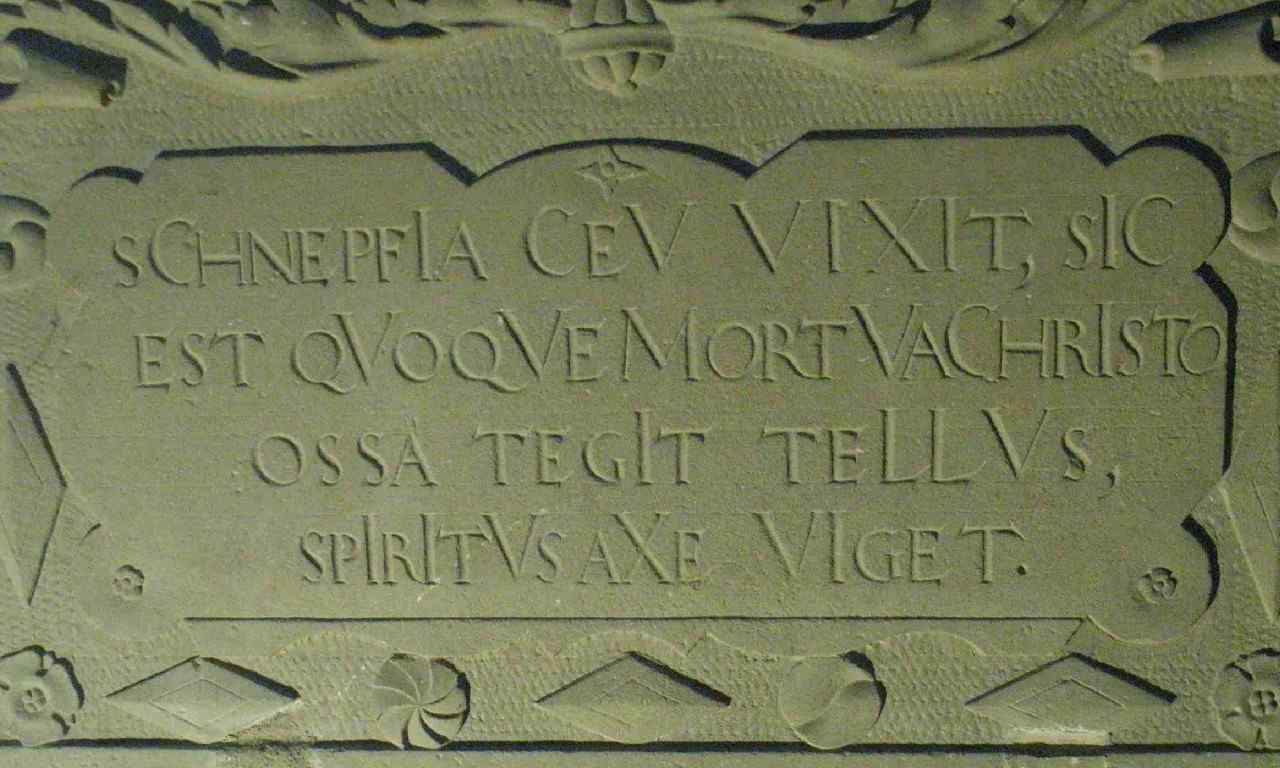 SCHNEPFIA CEV VIXIT, SIC
EST QVOQVE MORTVA CHRISTO
OSSA TEGIT TELLVS,
SPIRITVS AXE VIGET.